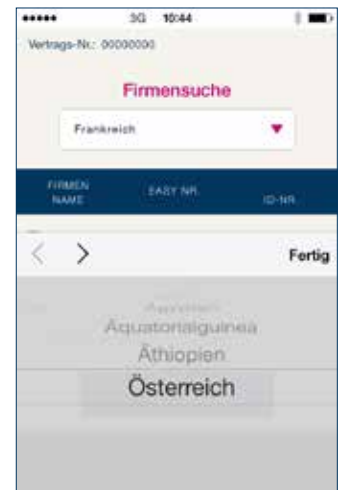 3G 10:44
Vertrags-Nr.: 00000000
Firmensuche
Frankreich
FIRMEN NAME
EASY NR.
ID-NR.
Fertig
Äquatorialguinea
Äthiopien
Österreich